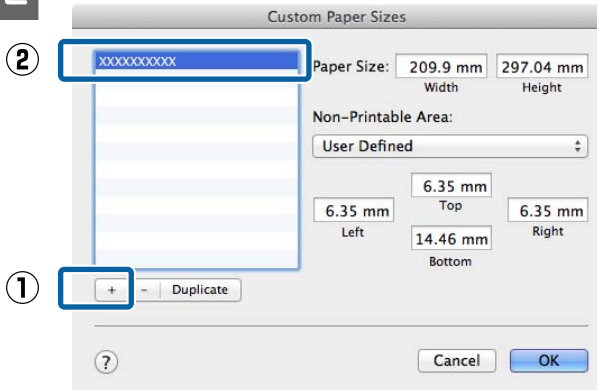 Custom Paper Sizes
② XXXXXXXXXX
Paper Size: 209.9 mm 297.04 mm
Width Height
Non-Printable Area:
User Defined
6.35 mm
Top
6.35 mm 6.35 mm
Left Right
14.46 mm
Bottom
① + - Duplicate
? Cancel OK